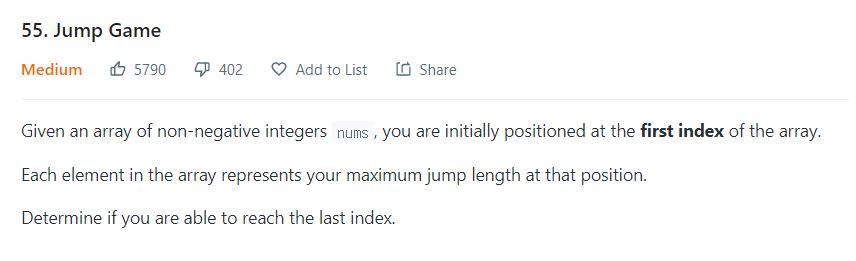 55. Jump Game
Medium 5790 402 Add to List Share
Given an array of non-negative integers nums , you are initially positioned at the first index of the array.
Each element in the array represents your maximum jump length at that position.
Determine if you are able to reach the last index.